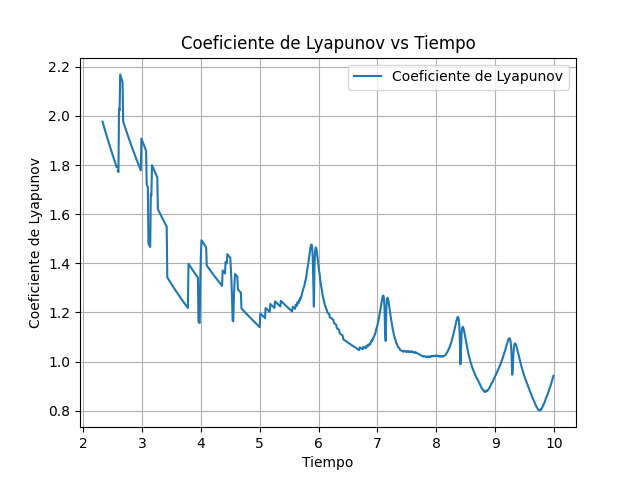 Coeficiente de Lyapunov vs Tiempo
Coeficiente de Lyapunov
2.2
2.0
1.8
1.6
1.4
1.2
1.0
0.8
Coeficiente de Lyapunov
2 3 4 5 6 7 8 9 10
Tiempo